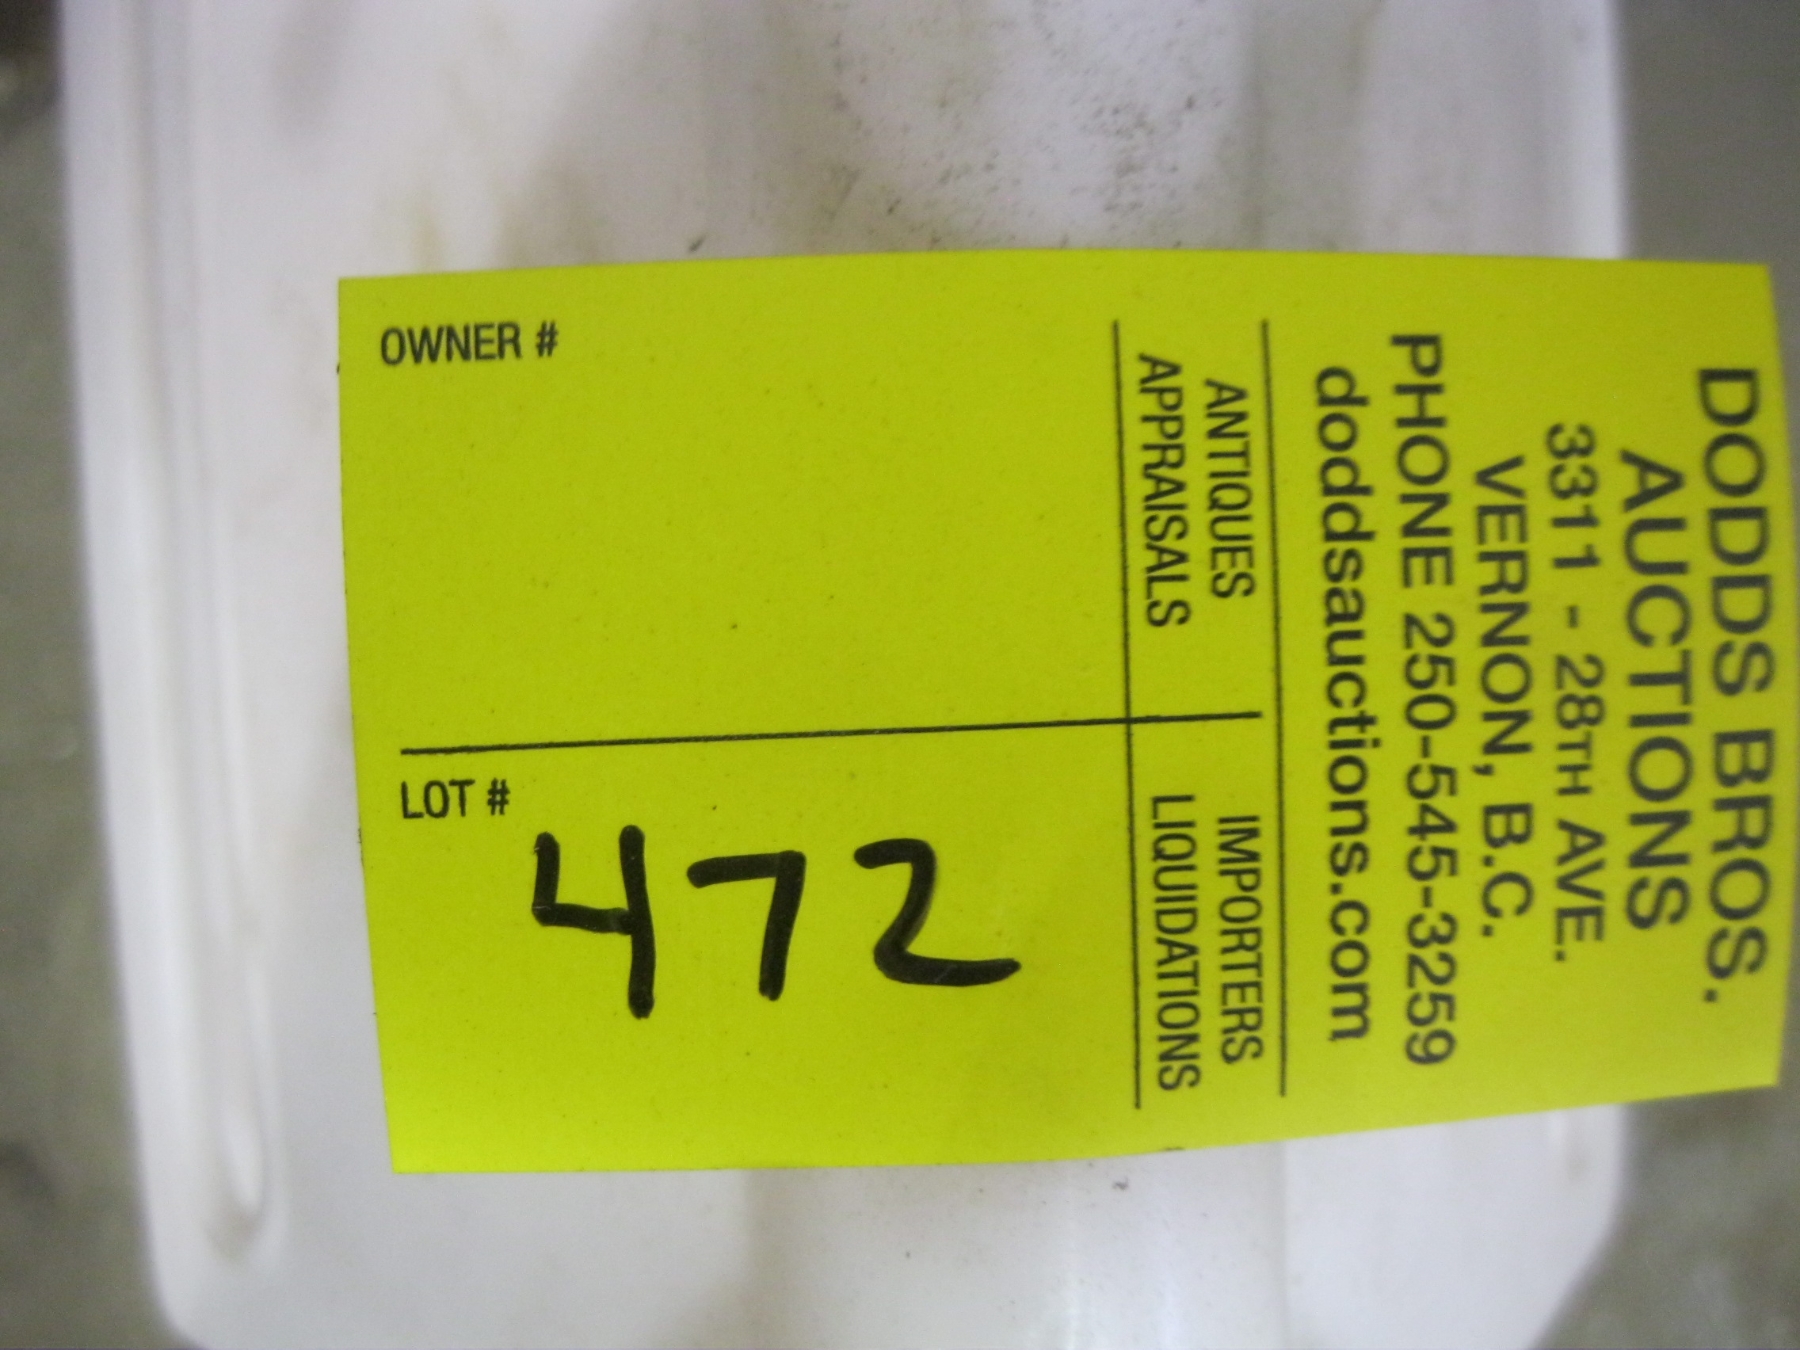 DODDS BROS.
AUCTIONS
3311 - 28TH AVE.
VERNON, B.C.
PHONE 250-545-3259
doddsauctions.com
ANTIQUES
APPRAISALS
IMPORTERS
LIQUIDATIONS
OWNER #
LOT #
472